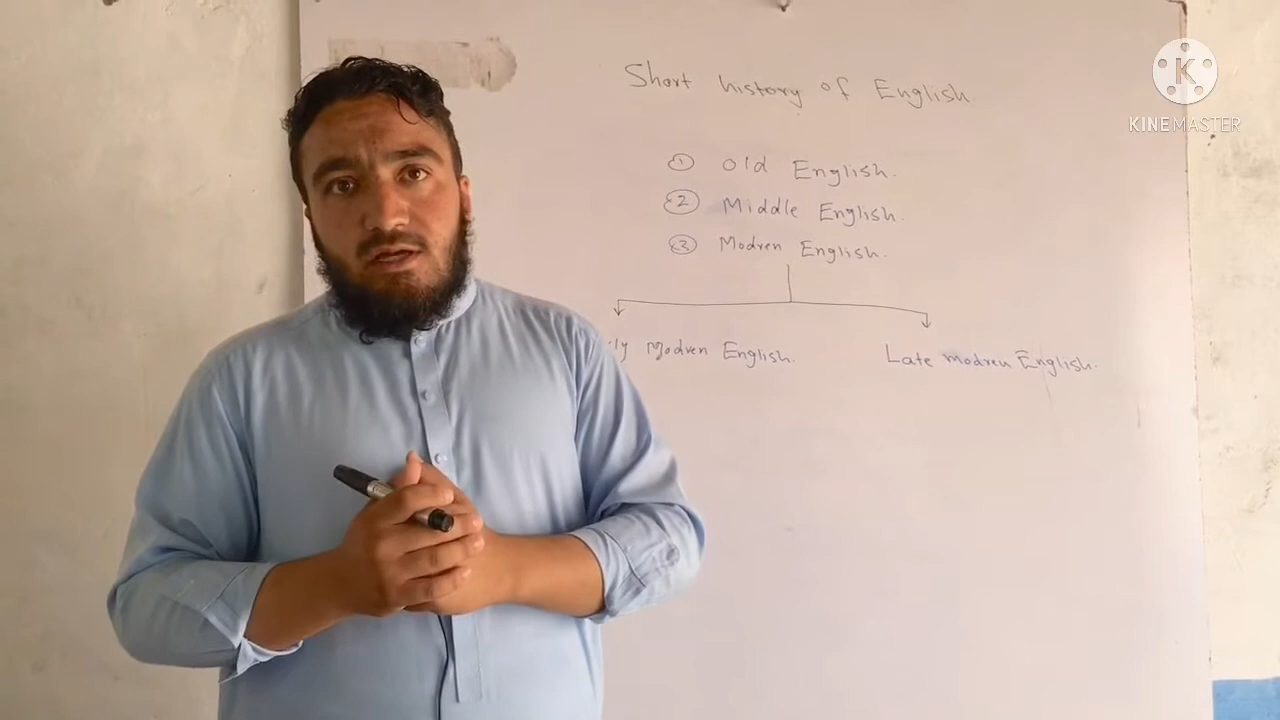 Short history of English
K
KINEMASTER
① Old English.
② Middle English.
③ Modren English.
ly Modren English.
Late modren English.